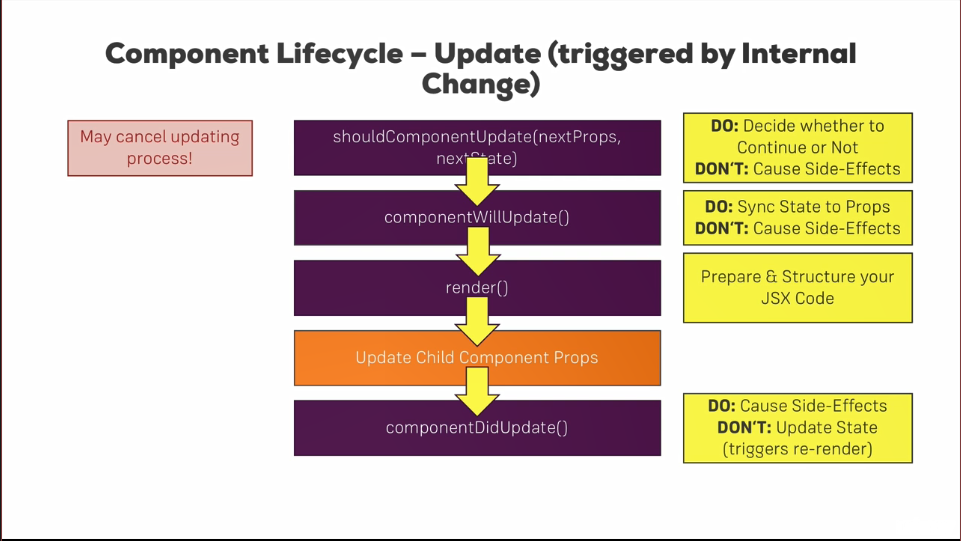 Component Lifecycle – Update (triggered by Internal
Change)
May cancel updating
process!
shouldComponentUpdate(nextProps,
nextState)
DO: Decide whether to
Continue or Not
DON'T: Cause Side-Effects
componentWillUpdate()
DO: Sync State to Props
DON'T: Cause Side-Effects
render()
Prepare & Structure your
JSX Code
Update Child Component Props
componentDidUpdate()
DO: Cause Side-Effects
DON'T: Update State
(triggers re-render)